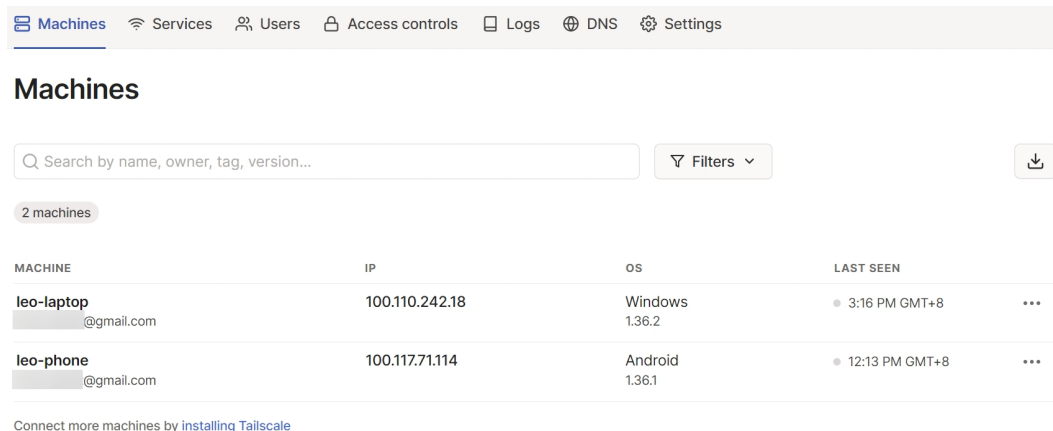 Machines Services Users Access controls Logs DNS Settings
Machines
Search by name, owner, tag, version...
Filters
2 machines
MACHINE IP OS LAST SEEN
leo-laptop 100.110.242.18 Windows 3:16 PM GMT+8
@gmail.com 1.36.2
leo-phone 100.117.71.114 Android 12:13 PM GMT+8
@gmail.com 1.36.1
Connect more machines by installing Tailscale